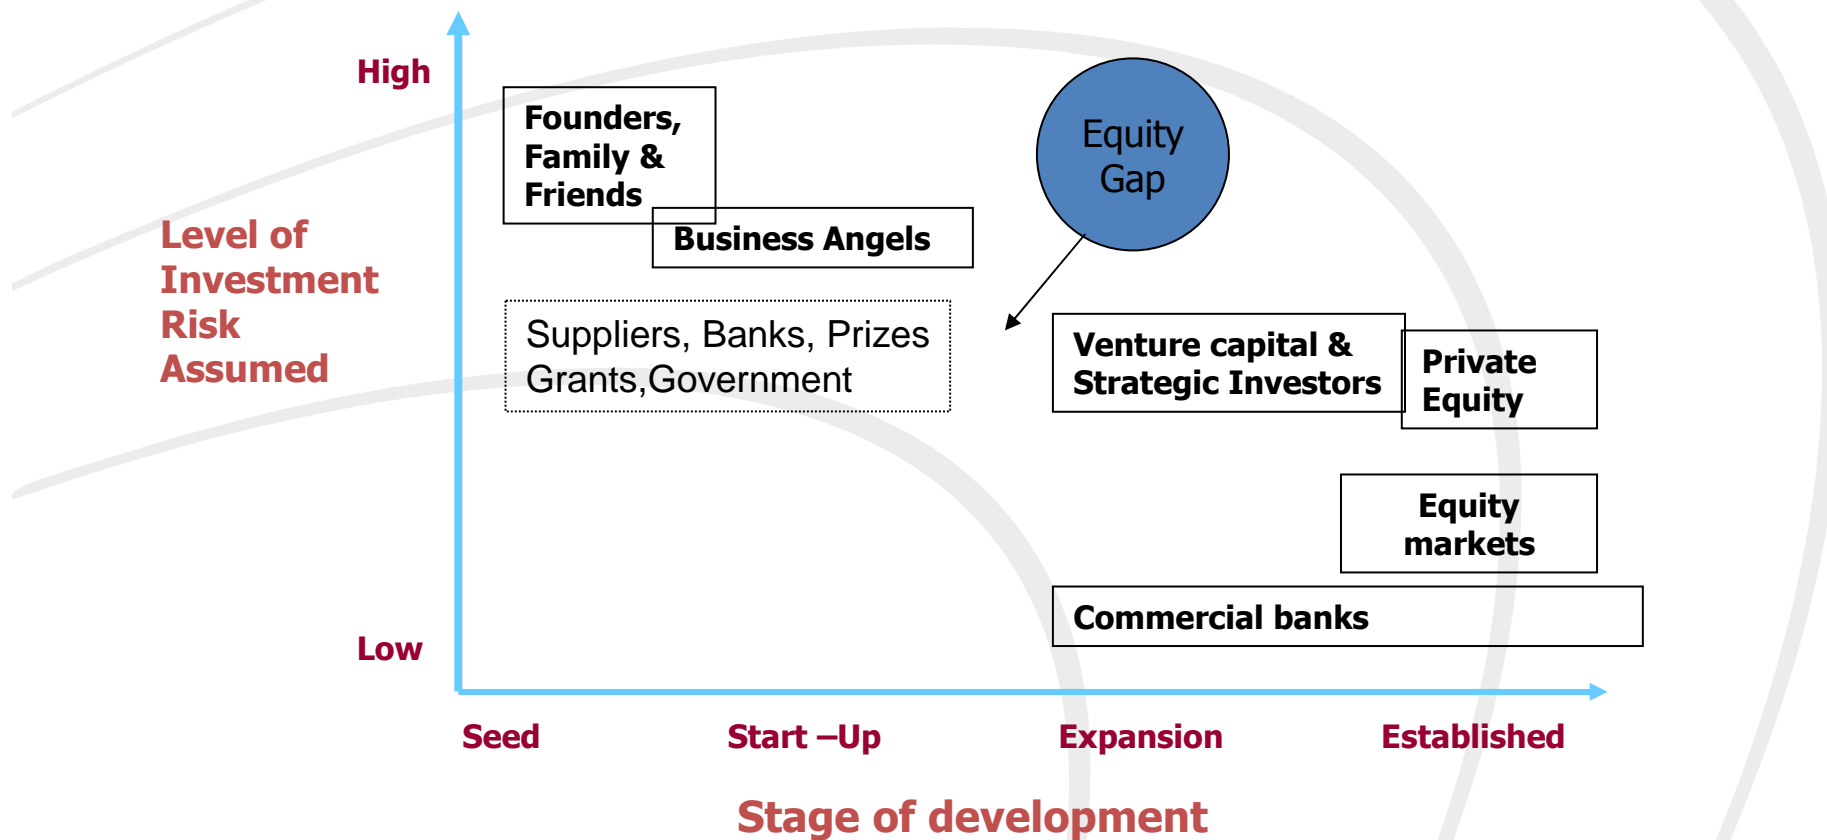 High
Founders,
Family &
Friends
Equity
Gap
Business Angels
Level of
Investment
Risk
Assumed
Suppliers, Banks, Prizes
Grants,Government
Venture capital &
Strategic Investors
Private
Equity
Equity
markets
Commercial banks
Low
Seed
Start –Up
Expansion
Established
Stage of development